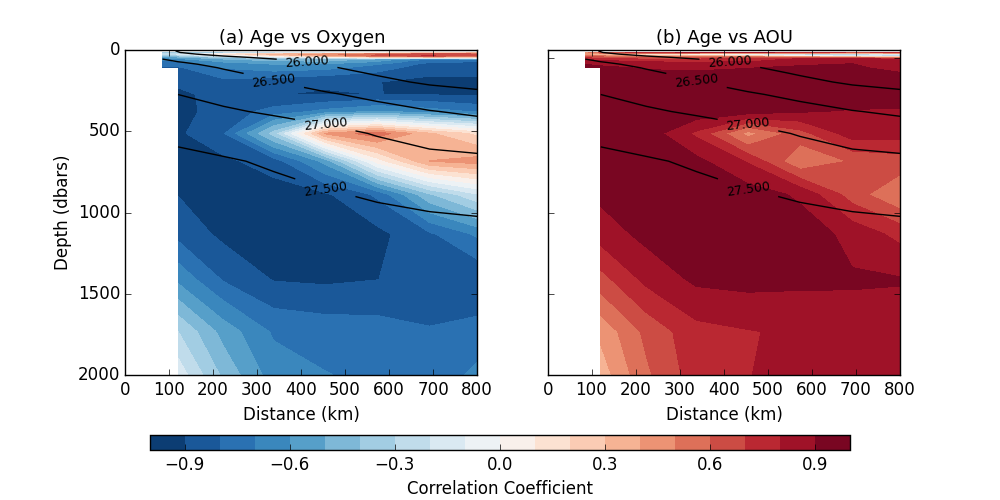 (a) Age vs Oxygen
(b) Age vs AOU
0
500
1000
1500
2000
Depth (dbars)
26.000
26.500
27.000
27.500
26.000
26.500
27.000
27.500
0 100 200 300 400 500 600 700 800
0 100 200 300 400 500 600 700 800
Distance (km)
Distance (km)
−0.9 −0.6 −0.3 0.0 0.3 0.6 0.9
Correlation Coefficient